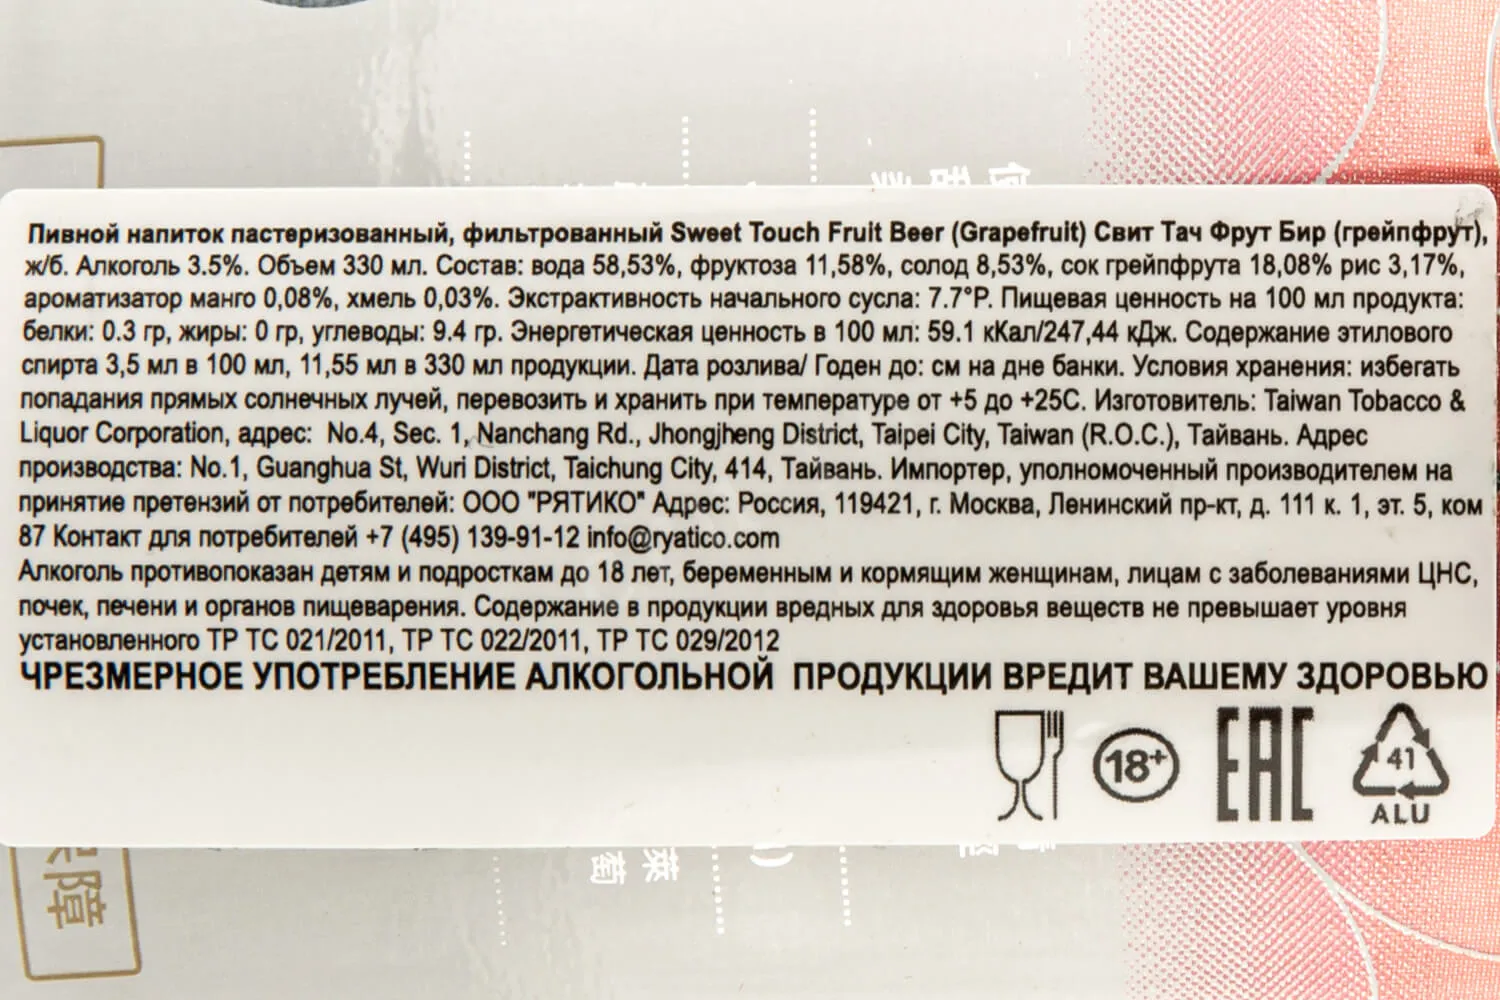 Пивной напиток пастеризованный, фильтрованный Sweet Touch Fruit Beer (Grapefruit) Свит Тач Фрут Бир (грейпфрут),
ж/б. Алкоголь 3.5%. Объем 330 мл. Состав: вода 58,53%, фруктоза 11,58%, солод 8,53%, сок грейпфрута 18,08% рис 3,17%,
ароматизатор манго 0,08%, хмель 0,03%. Экстрактивность начального сусла: 7.7°P. Пищевая ценность на 100 мл продукта:
белки: 0.3 гр, жиры: 0 гр, углеводы: 9.4 гр. Энергетическая ценность в 100 мл: 59.1 кКал/247,44 кДж. Содержание этилового
спирта 3,5 мл в 100 мл, 11,55 мл в 330 мл продукции. Дата розлива/ Годен до: см на дне банки. Условия хранения: избегать
попадания прямых солнечных лучей, перевозить и хранить при температуре от +5 до +25С. Изготовитель: Taiwan Tobacco &
Liquor Corporation, адрес: No.4, Sec. 1, Nanchang Rd., Jhongjheng District, Taipei City, Taiwan (R.O.C.), Тайвань. Адрес
производства: No.1, Guanghua St, Wuri District, Taichung City, 414, Тайвань. Импортер, уполномоченный производителем на
принятие претензий от потребителей: ООО "РЯТИКО" Адрес: Россия, 119421, г. Москва, Ленинский пр-кт, д. 111 к. 1, эт. 5, ком
87 Контакт для потребителей +7 (495) 139-91-12 info@ryatico.com
Алкоголь противопоказан детям и подросткам до 18 лет, беременным и кормящим женщинам, лицам с заболеваниями ЦНС,
почек, печени и органов пищеварения. Содержание в продукции вредных для здоровья веществ не превышает уровня
установленного ТР ТС 021/2011, ТР ТС 022/2011, ТР ТС 029/2012
ЧРЕЗМЕРНОЕ УПОТРЕБЛЕНИЕ АЛКОГОЛЬНОЙ ПРОДУКЦИИ ВРЕДИТ ВАШЕМУ ЗДОРОВЬЮ
18+
EAC
41
ALU
保障